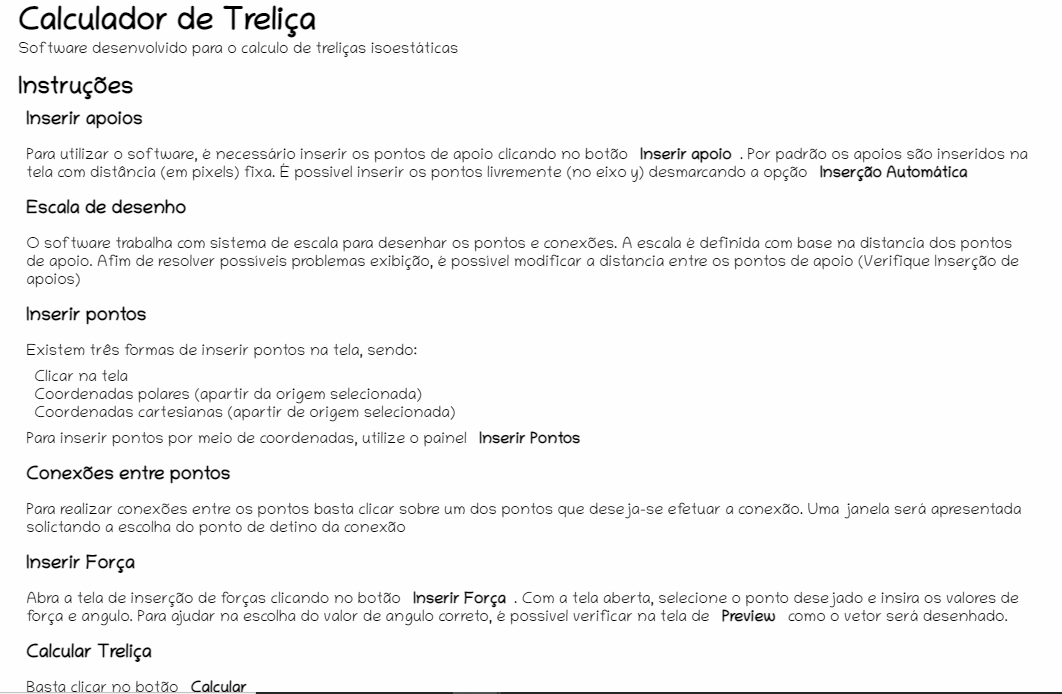 Calculador de Treliça
Software desenvolvido para o calculo de treliças isoestáticas
Instruções
Inserir apoios
Para utilizar o software, é necessário inserir os pontos de apoio clicando no botão Inserir apoio . Por padrão os apoios são inseridos na
tela com distância (em pixels) fixa. É possivel inserir os pontos livremente (no eixo y) desmarcando a opção Inserção Automática
Escala de desenho
O software trabalha com sistema de escala para desenhar os pontos e conexões. A escala é definida com base na distancia dos pontos
de apoio. Afim de resolver possíveis problemas exibição, é possível modificar a distancia entre os pontos de apoio (Verifique Inserção de
apoios)
Inserir pontos
Existem três formas de inserir pontos na tela, sendo:
Clicar na tela
Coordenadas polares (apartir da origem selecionada)
Coordenadas cartesianas (apartir de origem selecionada)
Para inserir pontos por meio de coordenadas, utilize o painel Inserir Pontos
Conexões entre pontos
Para realizar conexões entre os pontos basta clicar sobre um dos pontos que deseja-se efetuar a conexão. Uma janela será apresentada
solictando a escolha do ponto de detino da conexão
Inserir Força
Abra a tela de inserção de forças clicando no botão Inserir Força . Com a tela aberta, selecione o ponto desejado e insira os valores de
força e angulo. Para ajudar na escolha do valor de angulo correto, é possivel verificar na tela de Preview como o vetor será desenhado.
Calcular Treliça
Basta clicar no botão Calcular